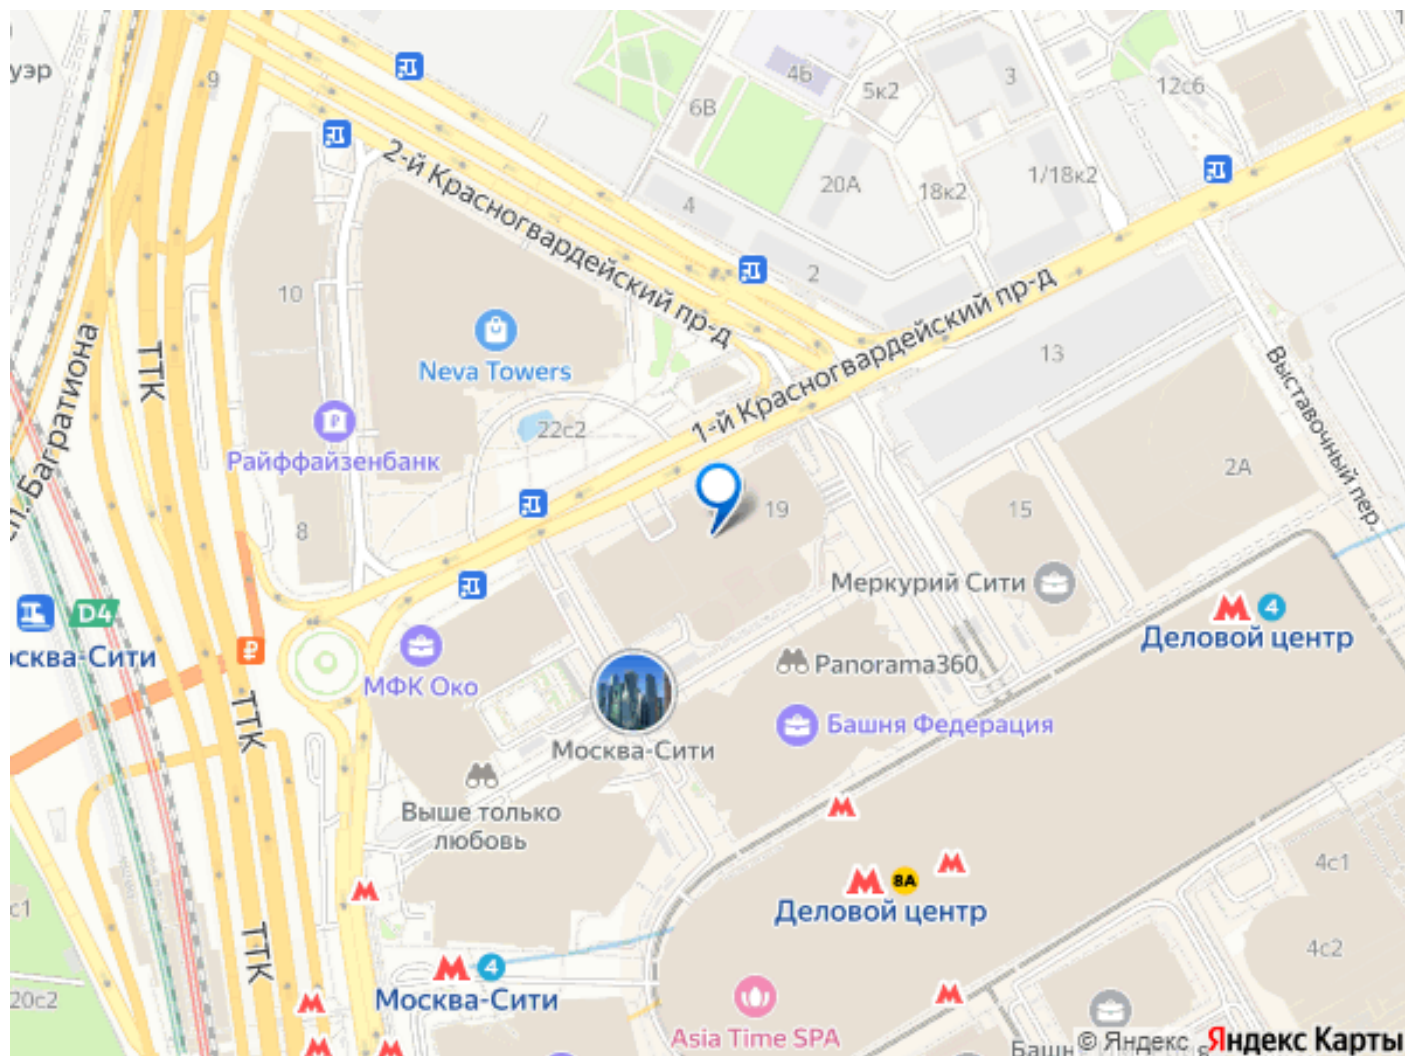 уэр
9
4Б
5к2
3
12с6
6В
2-й Красногвардейский пр-д
20А
18к2
1/18к2
4
2
10
ТТК
Neva Towers
1-й Красногвардейский пр-д
13
Выставочный пер.
22с2
Райффайзенбанк
ул. Багратиона
8
19
15
2А
D4
осква-Сити
₽
МФК Око
Меркурий Сити
4
Деловой центр
Panorama360
Башня Федерация
Москва-Сити
ТТК
Выше только
любовь
8А
Деловой центр
4с1
4с2
с1
20с2
ТТК
4
Москва-Сити
Asia Time SPA
© Яндекс
Яндекс Карты